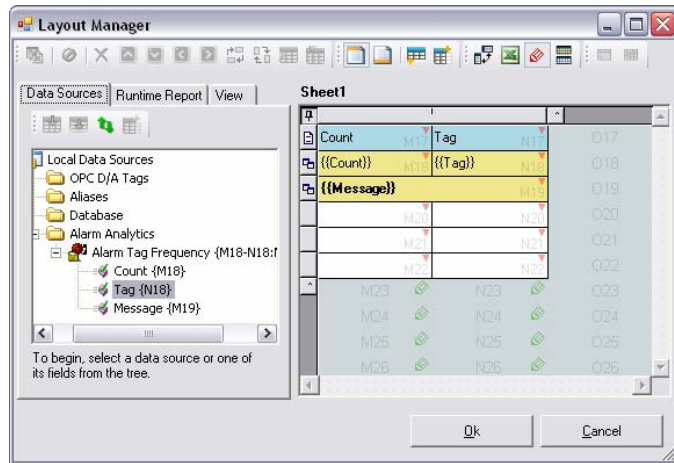 Layout Manager
Data Sources Runtime Report View
Sheet1
Local Data Sources
OPC D/A Tags
Aliases
Database
Alarm Analytics
Alarm Tag Frequency {M18-N18:
Count {M18}
Tag {N18}
Message {M19}
To begin, select a data source or one of
its fields from the tree.
Count M17 Tag N17 O17
{{Count}} M18 {{Tag}} N18 O18
{{Message}} M19 O19
M20 N20 O20
M21 N21 O21
M22 N22 O22
M23 N23 O23
M24 N24 O24
M25 N25 O25
M26 N26 O26
Ok Cancel